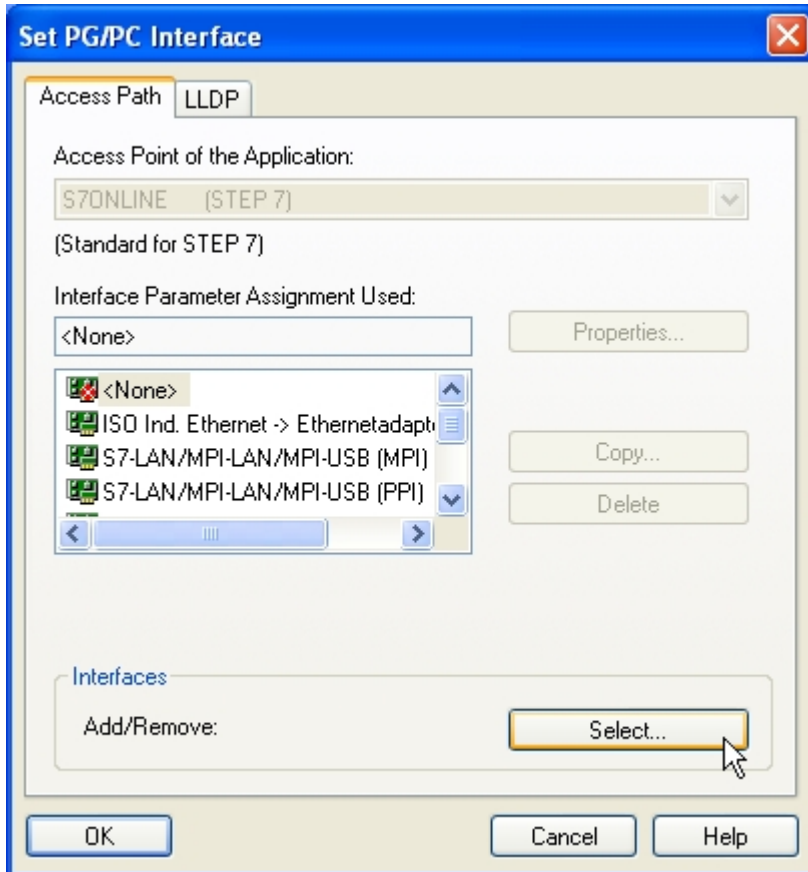 Set PG/PC Interface
Access Path
LLDP
Access Point of the Application:
S7ONLINE (STEP 7)
(Standard for STEP 7)
Interface Parameter Assignment Used:
<None>
Properties...
<None>
ISO Ind. Ethernet -> Ethernetadapt
S7-LAN/MPI-LAN/MPI-USB (MPI)
S7-LAN/MPI-LAN/MPI-USB (PPI)
Copy...
Delete
Interfaces
Add/Remove:
Select...
OK
Cancel
Help